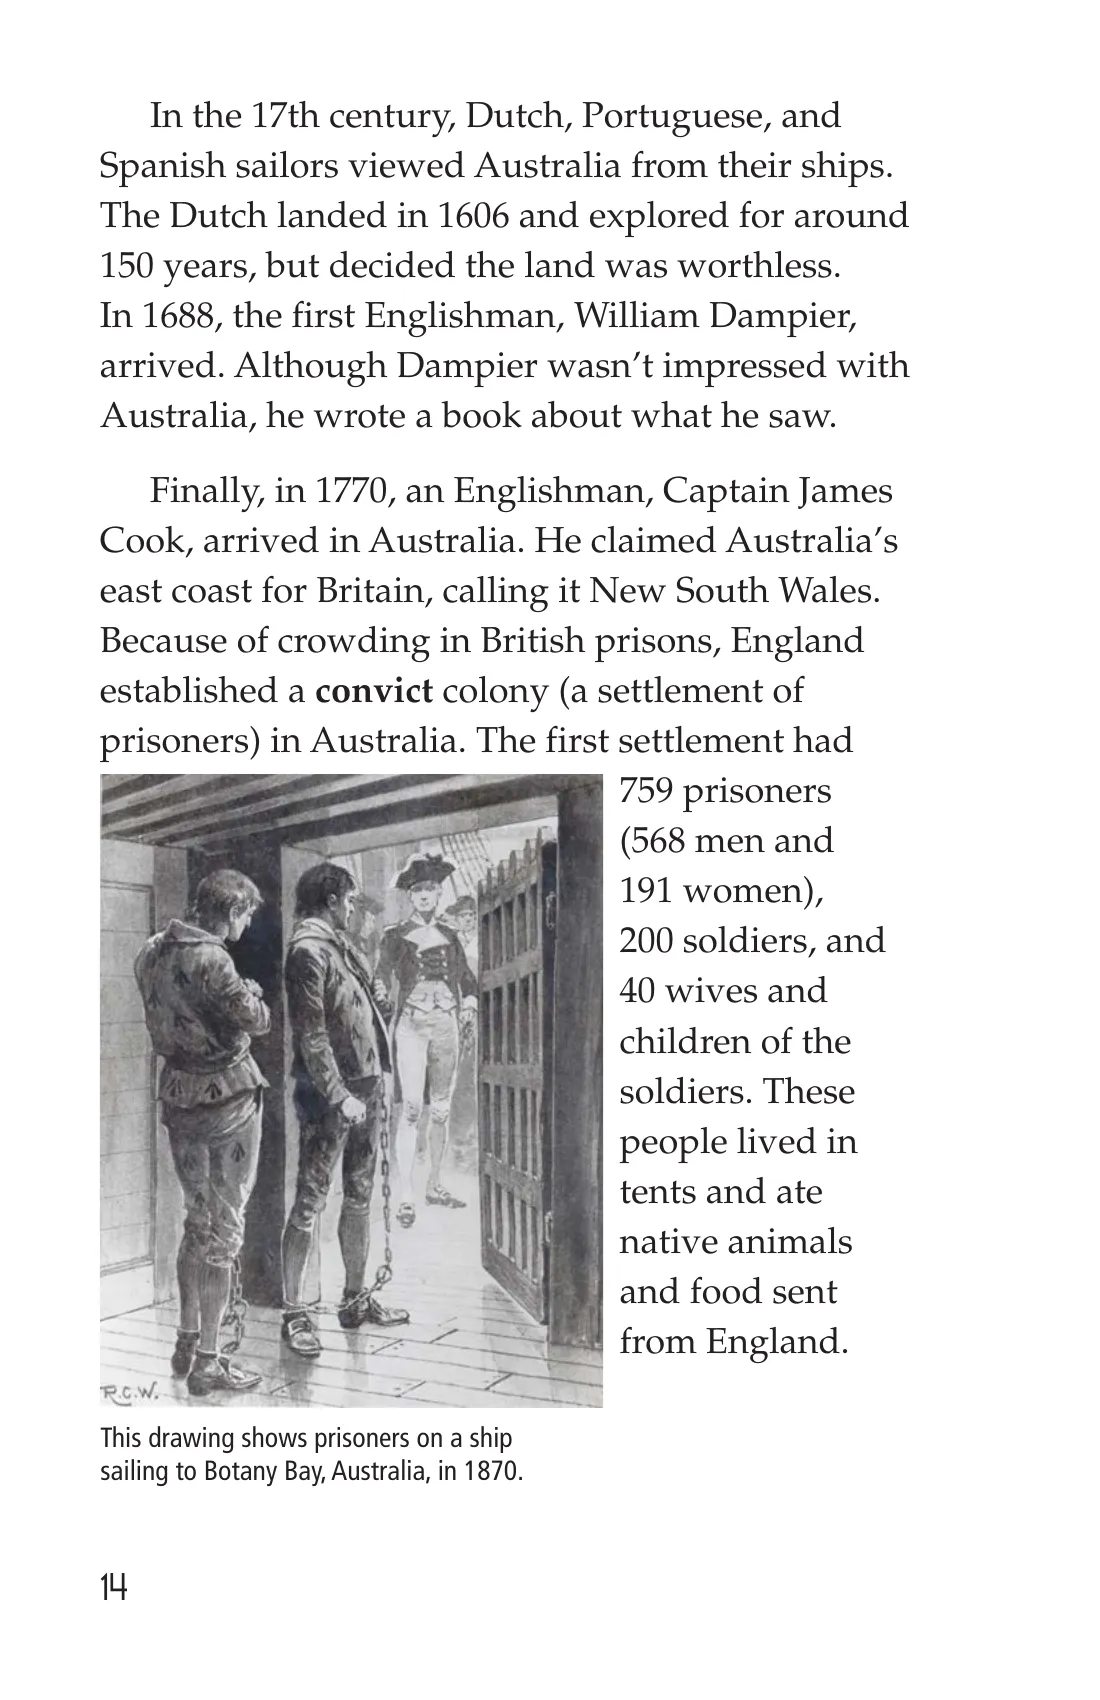 In the 17th century, Dutch, Portuguese, and
Spanish sailors viewed Australia from their ships.
The Dutch landed in 1606 and explored for around
150 years, but decided the land was worthless.
In 1688, the first Englishman, William Dampier,
arrived. Although Dampier wasn’t impressed with
Australia, he wrote a book about what he saw.
Finally, in 1770, an Englishman, Captain James
Cook, arrived in Australia. He claimed Australia’s
east coast for Britain, calling it New South Wales.
Because of crowding in British prisons, England
established a convict colony (a settlement of
prisoners) in Australia. The first settlement had
759 prisoners
(568 men and
191 women),
200 soldiers, and
40 wives and
children of the
soldiers. These
people lived in
tents and ate
native animals
and food sent
from England.
R.C.W.
This drawing shows prisoners on a ship
sailing to Botany Bay, Australia, in 1870.
14